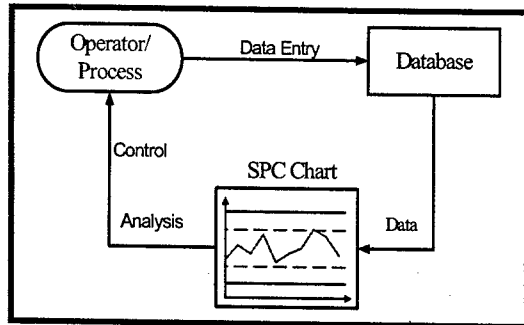 Operator/
Process
Data Entry
Database
Control
SPC Chart
Analysis
Data